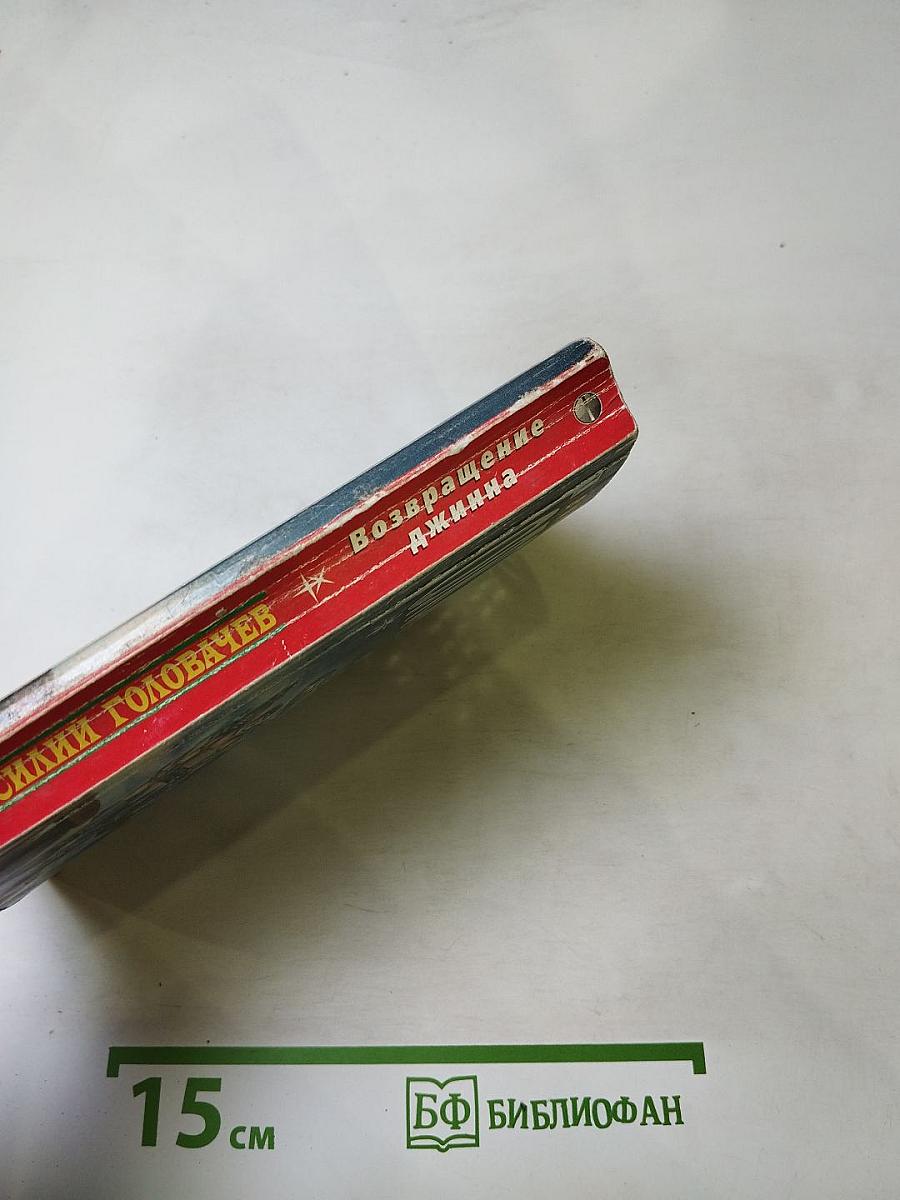 Возвращение
Джинна
СИЛИЙ ГОЛОВАЧЕВ
15 см
БФ БИБЛИОФАН